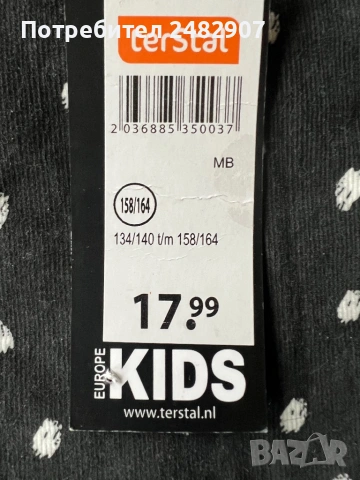 Потребител 2482907
terStal
2 036885 350037
MB
158/164
134/140 t/m 158/164
17.99
EUROPE
KIDS
www.terstal.nl
BAZAR